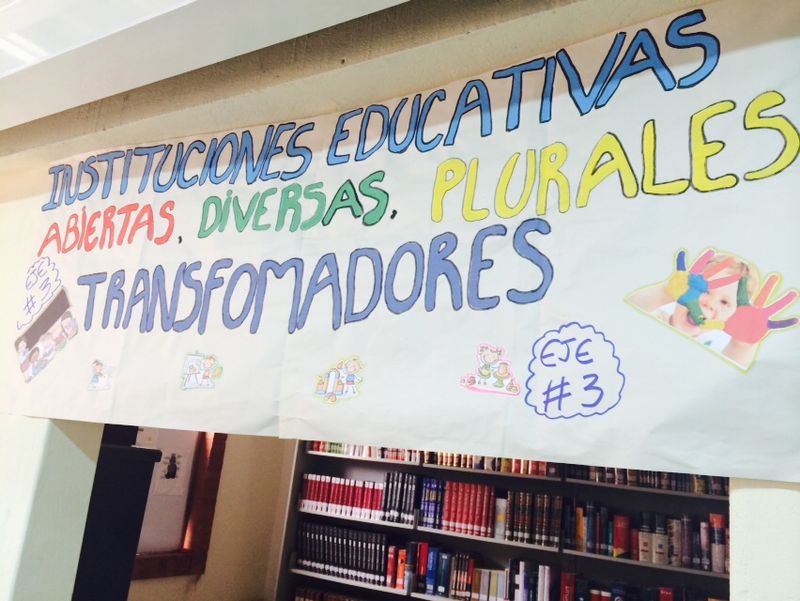 INSTITUCIONES EDUCATIVAS
ABiERTAS, DiVERSAS, PLURALES
TRANSFOMADORES
EJE
#3
EJE
#3